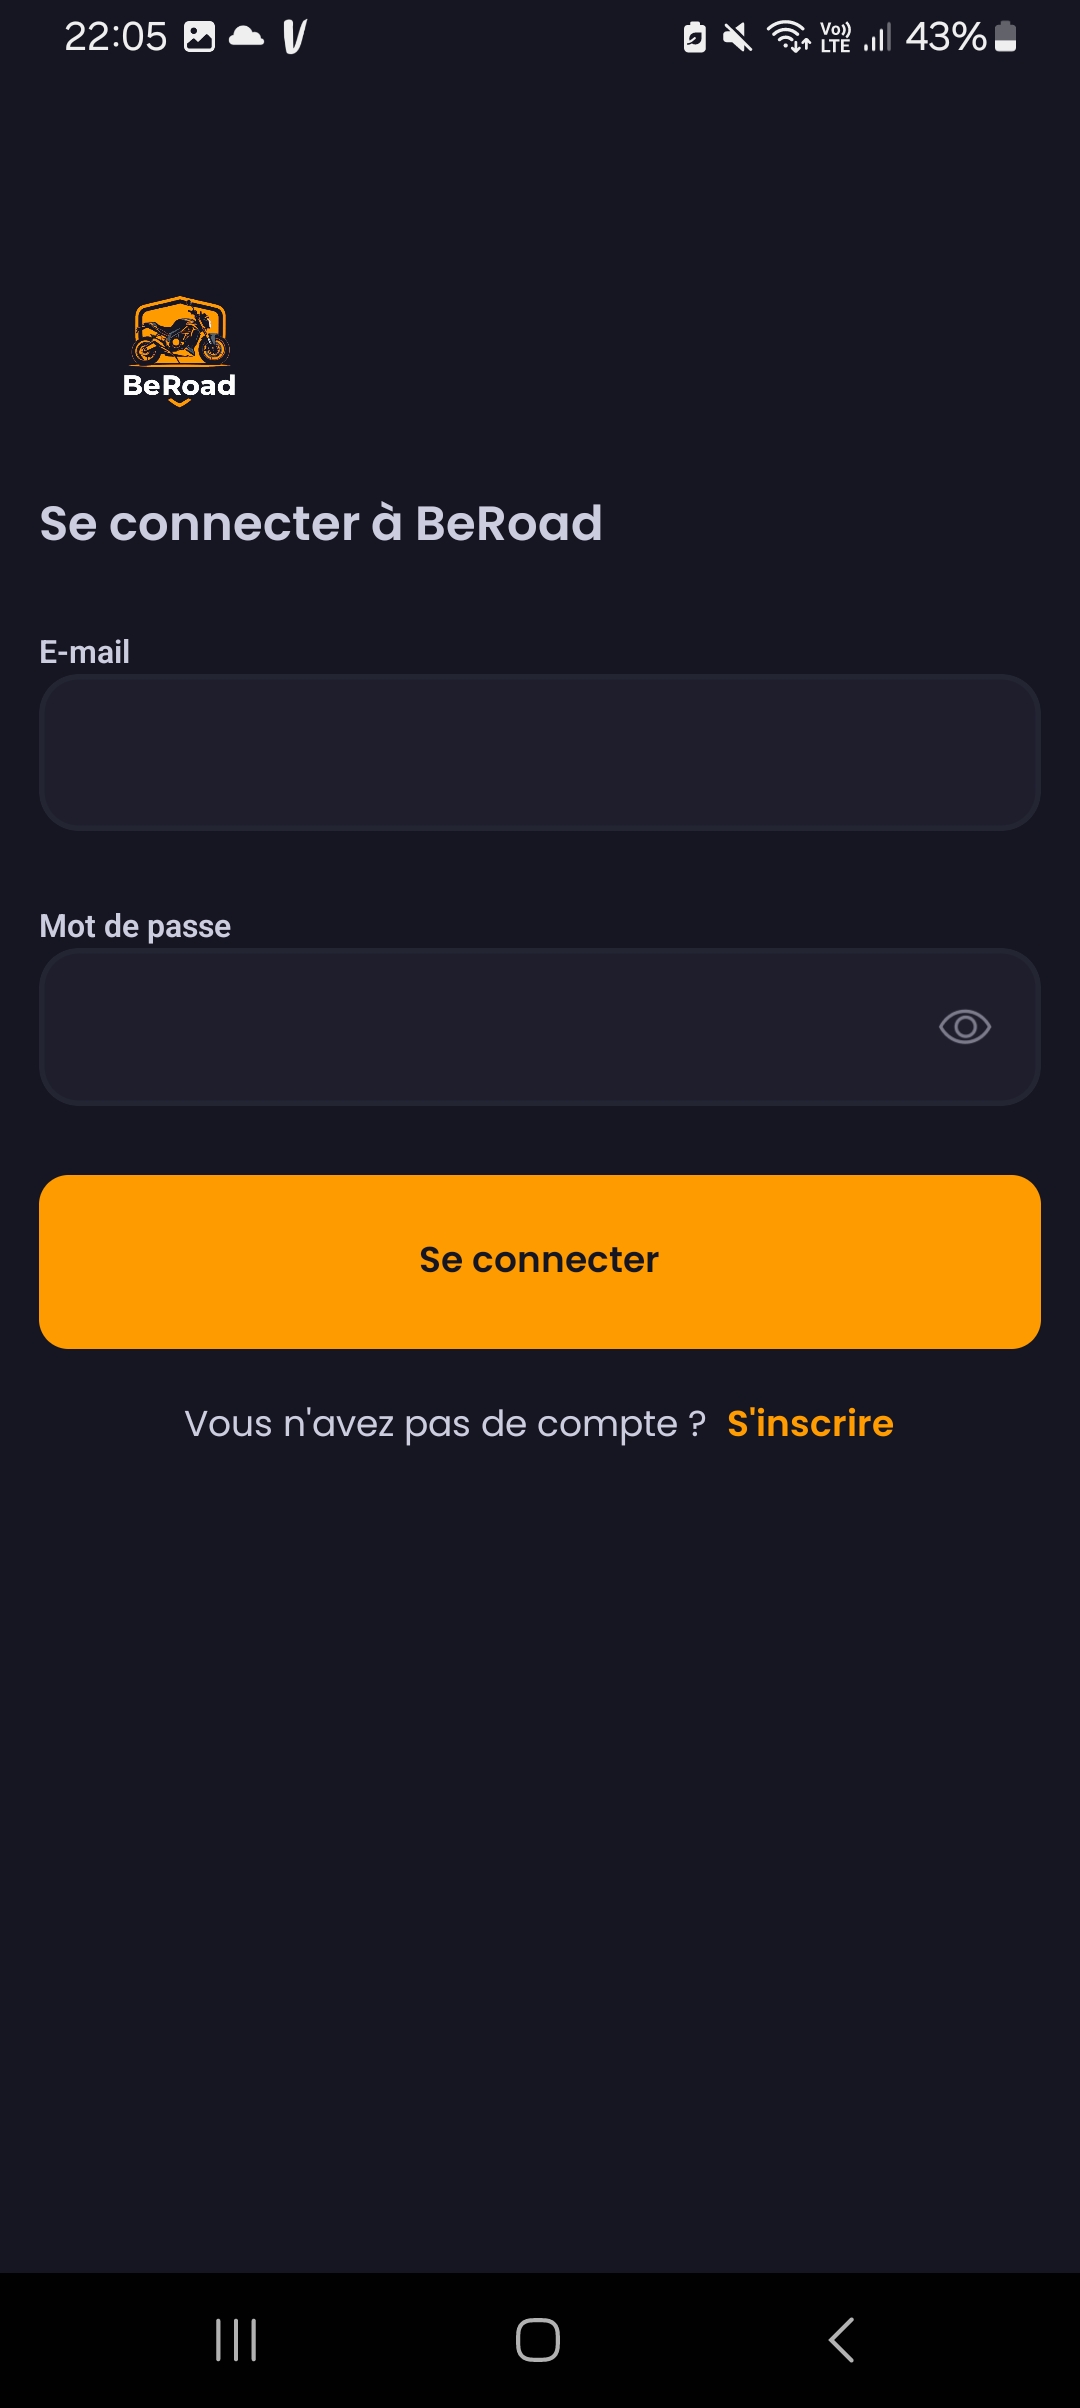 22:05
Vo)) LTE 43%
BeRoad
Se connecter à BeRoad
E-mail
Mot de passe
Se connecter
Vous n'avez pas de compte ? S'inscrire